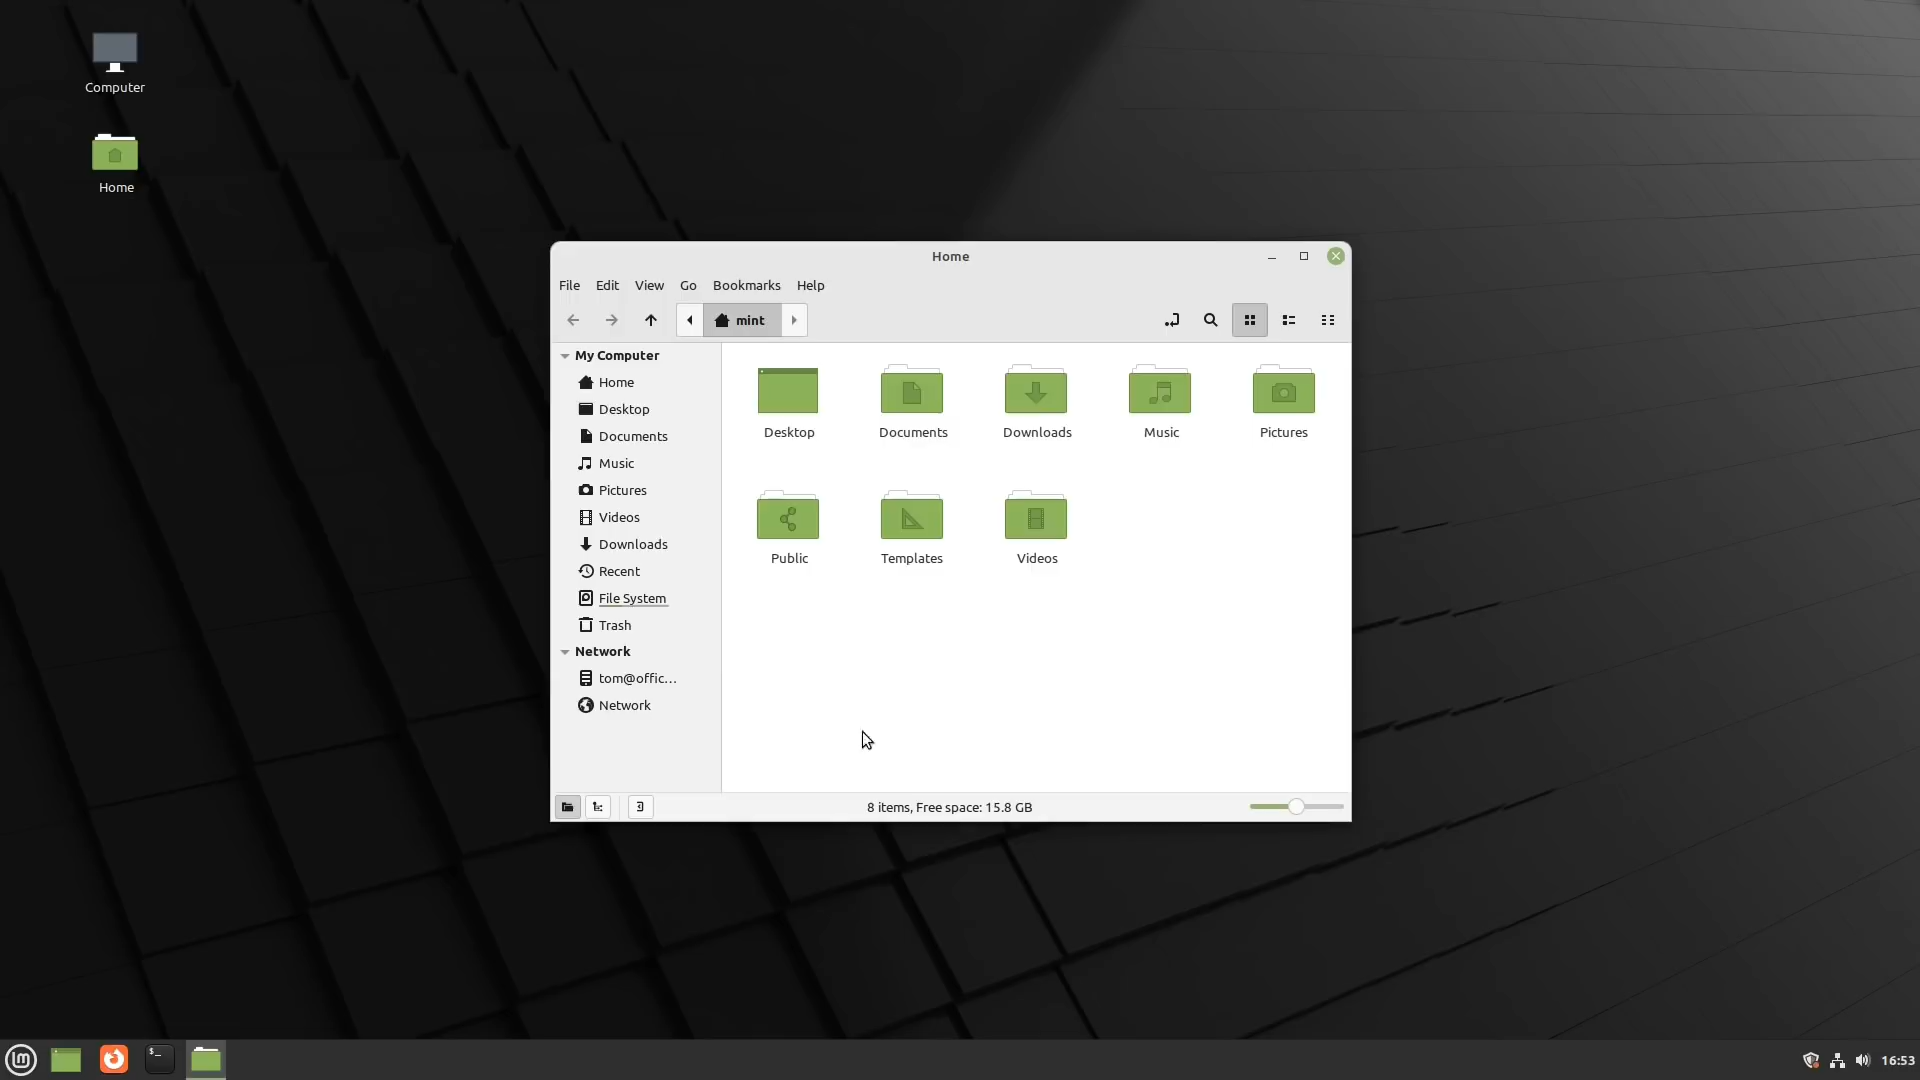 Computer
Home
Home
File Edit View Go Bookmarks Help
mint
My Computer
Home
Desktop
Documents
Music
Pictures
Videos
Downloads
Recent
File System
Trash
Network
tom@offic...
Network
Desktop Documents Downloads Music Pictures
Public Templates Videos
8 items, Free space: 15.8 GB
lm
$_
16:53